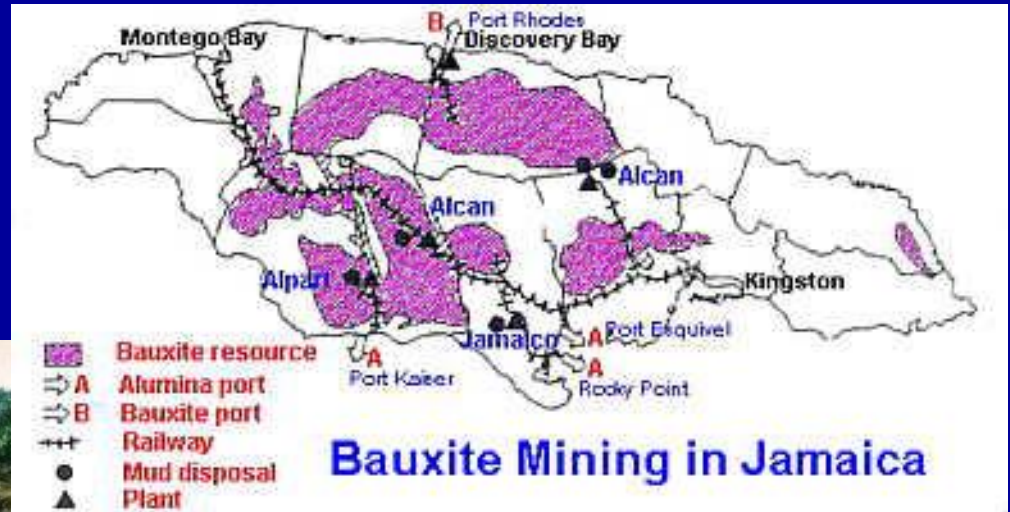 B Port Rhodes
Montego Bay
Discovery Bay
Alcan
Alcan
Alpart
Kingston
Jamalco
A Port Esquivel
A
A
Port Kaiser
Rocky Point
Bauxite resource
A Alumina port
B Bauxite port
Railway
Mud disposal
Plant
Bauxite Mining in Jamaica